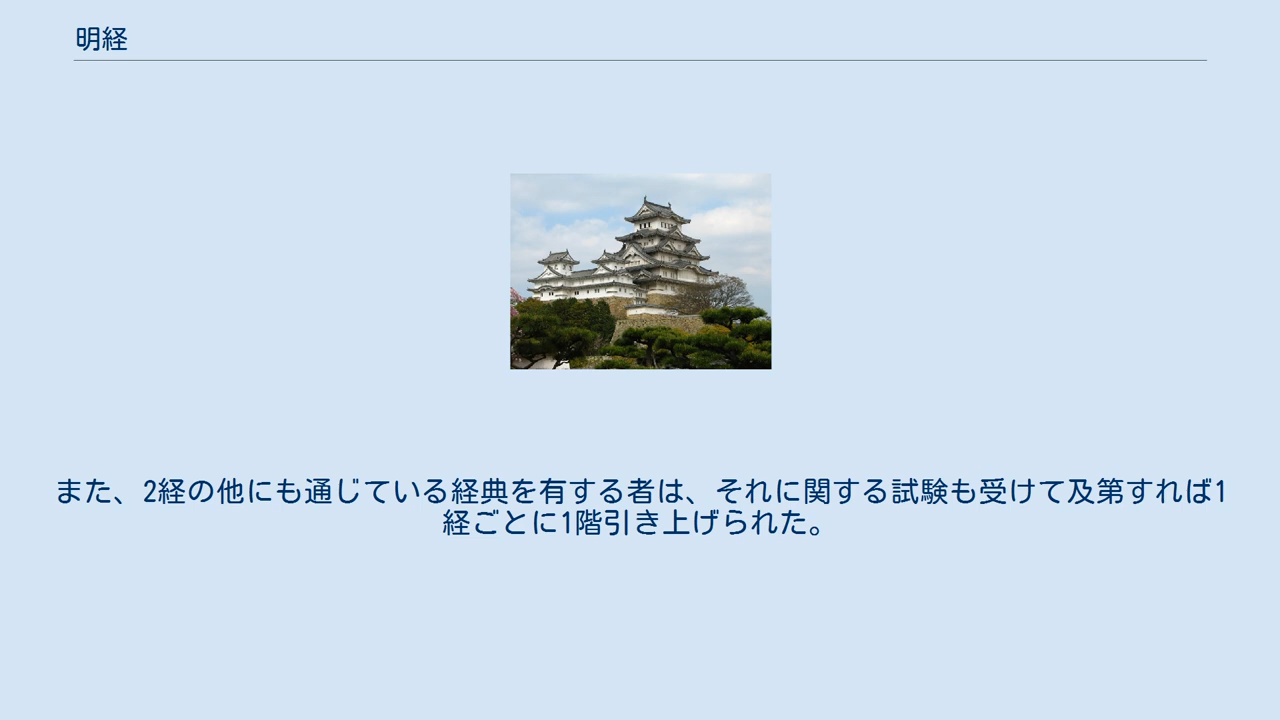 明経
また、2経の他にも通じている経典を有する者は、それに関する試験も受けて及第すれば1
経ごとに1階引き上げられた。